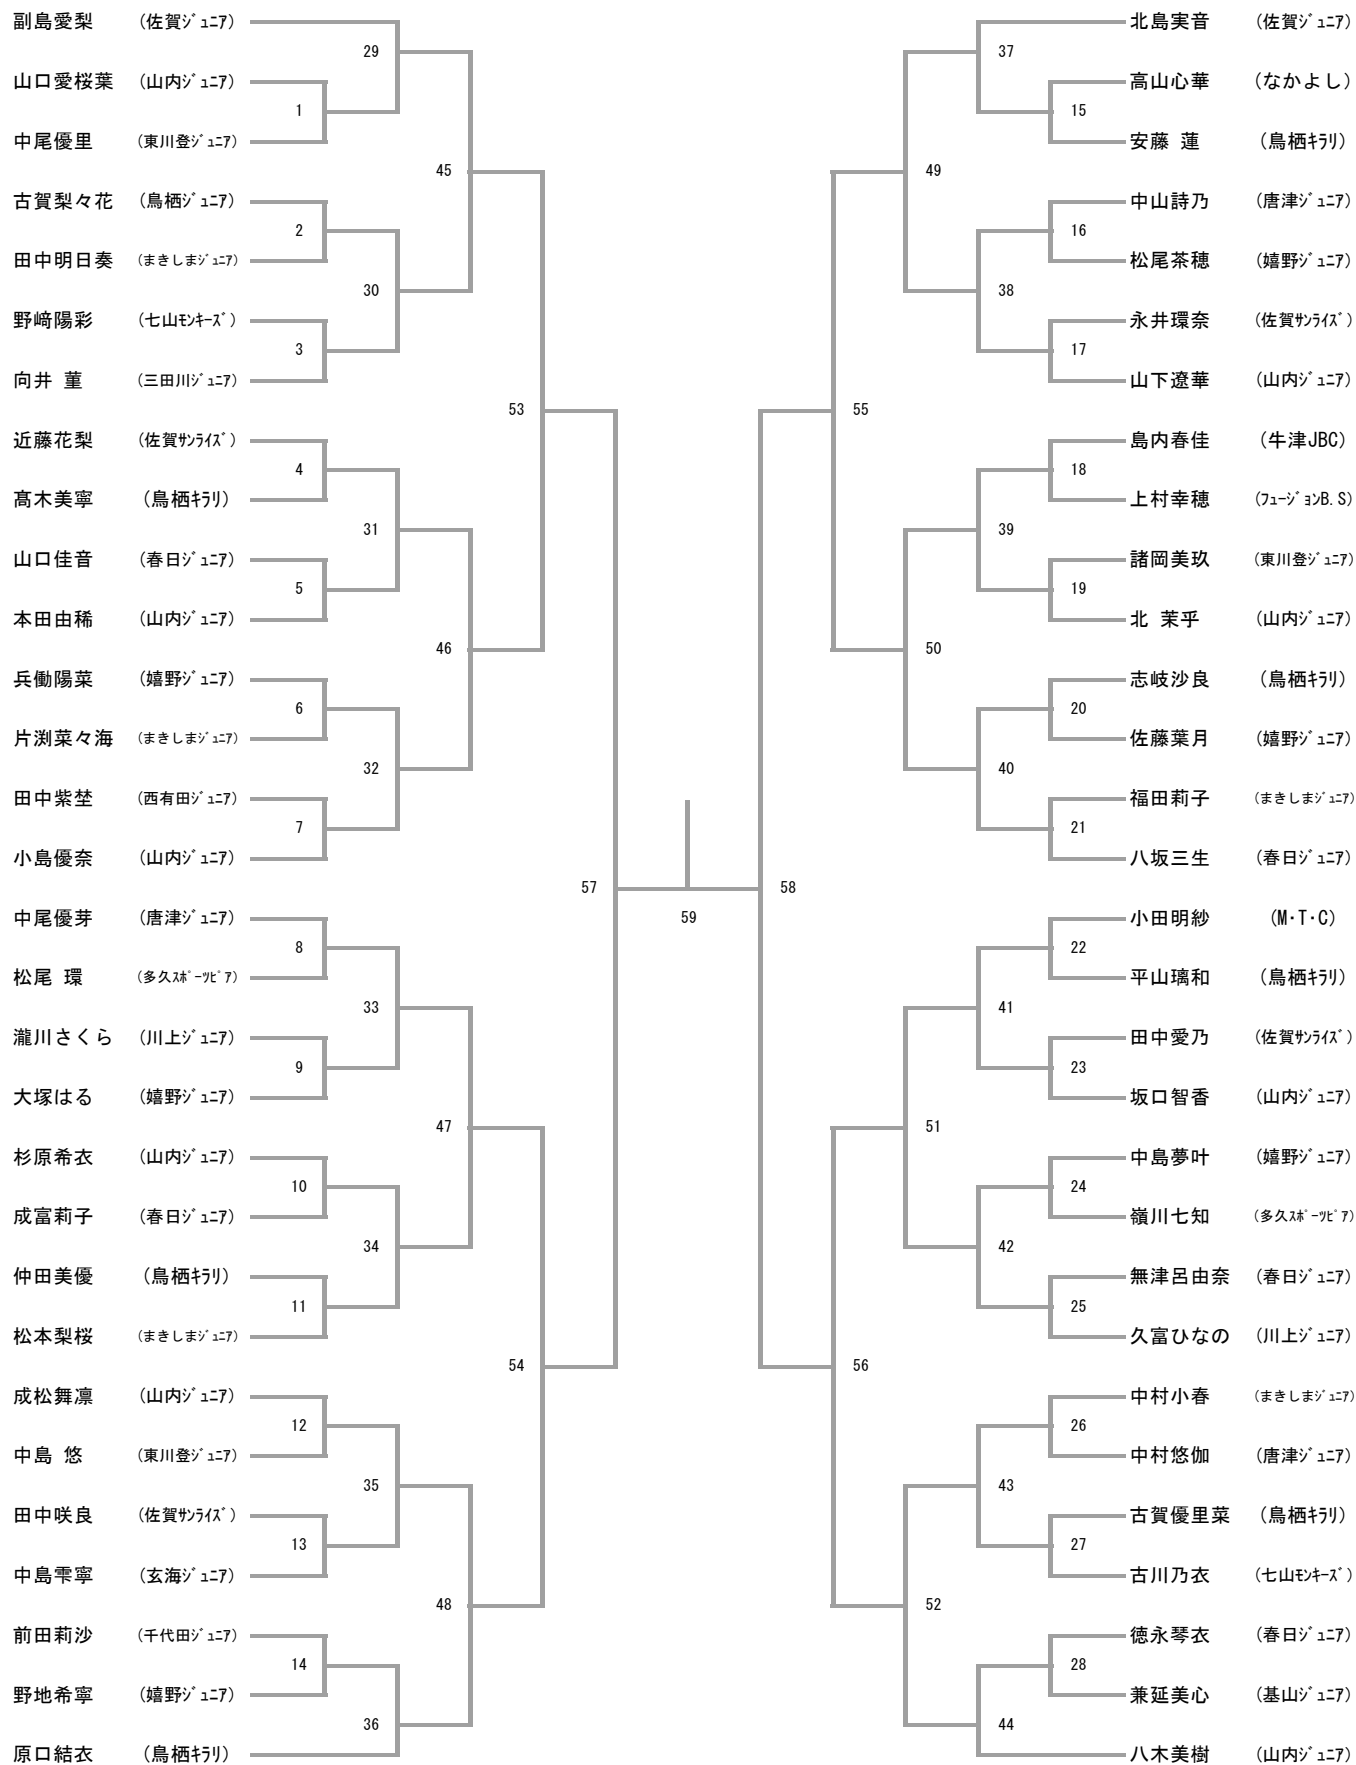 副島愛梨 (佐賀ジュニア)
29
山口愛桜葉 (山内ジュニア)
1
中尾優里 (東川登ジュニア)
45
古賀梨々花 (鳥栖ジュニア)
2
田中明日奏 (まきしまジュニア)
30
野﨑陽彩 (七山モンキーズ)
3
向井 菫 (三田川ジュニア)
53
近藤花梨 (佐賀サンライズ)
4
髙木美寧 (鳥栖キラリ)
31
山口佳音 (春日ジュニア)
5
本田由稀 (山内ジュニア)
46
兵働陽菜 (嬉野ジュニア)
6
片渕菜々海 (まきしまジュニア)
32
田中紫埜 (西有田ジュニア)
7
小島優奈 (山内ジュニア)
57
中尾優芽 (唐津ジュニア)
8
松尾 環 (多久スポーツピア)
33
瀧川さくら (川上ジュニア)
9
大塚はる (嬉野ジュニア)
47
杉原希衣 (山内ジュニア)
10
成富莉子 (春日ジュニア)
34
仲田美優 (鳥栖キラリ)
11
松本梨桜 (まきしまジュニア)
54
成松舞凛 (山内ジュニア)
12
中島 悠 (東川登ジュニア)
35
田中咲良 (佐賀サンライズ)
13
中島雫寧 (玄海ジュニア)
48
前田莉沙 (千代田ジュニア)
14
野地希寧 (嬉野ジュニア)
36
原口結衣 (鳥栖キラリ)
59
北島実音 (佐賀ジュニア)
37
高山心華 (なかよし)
15
安藤 蓮 (鳥栖キラリ)
49
中山詩乃 (唐津ジュニア)
16
松尾茶穂 (嬉野ジュニア)
38
永井環奈 (佐賀サンライズ)
17
山下遼華 (山内ジュニア)
55
島内春佳 (牛津JBC)
18
上村幸穂 (フュージョンB.S)
39
諸岡美玖 (東川登ジュニア)
19
北 茉乎 (山内ジュニア)
50
志岐沙良 (鳥栖キラリ)
20
佐藤葉月 (嬉野ジュニア)
40
福田莉子 (まきしまジュニア)
21
八坂三生 (春日ジュニア)
58
小田明紗 (M・T・C)
22
平山璃和 (鳥栖キラリ)
41
田中愛乃 (佐賀サンライズ)
23
坂口智香 (山内ジュニア)
51
中島夢叶 (嬉野ジュニア)
24
嶺川七知 (多久スポーツピア)
42
無津呂由奈 (春日ジュニア)
25
久富ひなの (川上ジュニア)
56
中村小春 (まきしまジュニア)
26
中村悠伽 (唐津ジュニア)
43
古賀優里菜 (鳥栖キラリ)
27
古川乃衣 (七山モンキーズ)
52
徳永琴衣 (春日ジュニア)
28
兼延美心 (基山ジュニア)
44
八木美樹 (山内ジュニア)